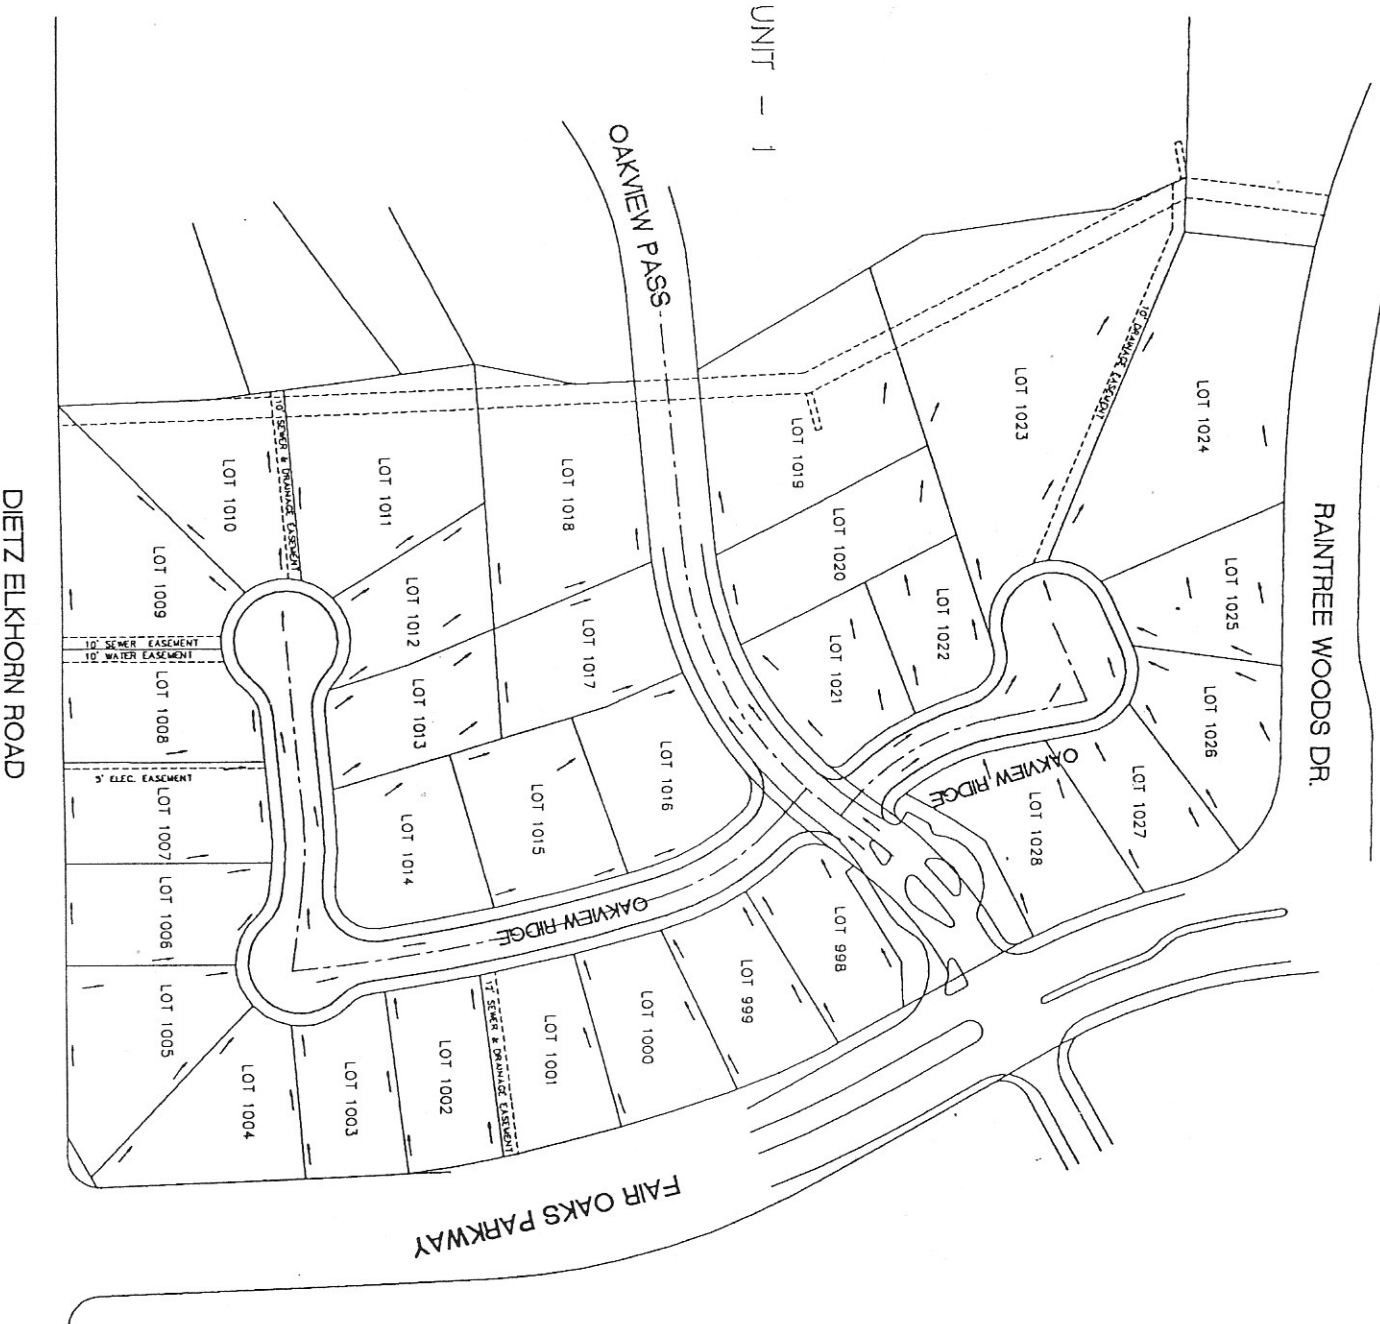 UNIT - 1
OAKVIEW PASS
10' DRAINAGE EASEMENT
LOT 1023
LOT 1024
LOT 1019
10' SEWER & DRAINAGE EASEMENT
LOT 1010
LOT 1011
LOT 1018
DIETZ ELKHORN ROAD
RAINTREE WOODS DR.
LOT 1020
LOT 1009
LOT 1012
LOT 1017
LOT 1022
LOT 1025
LOT 1021
10' SEWER EASEMENT
10' WATER EASEMENT
LOT 1008
LOT 1013
LOT 1026
LOT 1016
OAKVIEW RIDGE
LOT 1027
5' ELEC. EASEMENT
LOT 1007
LOT 1014
LOT 1015
LOT 1028
LOT 1006
OAKVIEW RIDGE
LOT 998
LOT 999
LOT 1005
LOT 1000
LOT 1001
12' SEWER & DRAINAGE EASEMENT
LOT 1002
LOT 1003
LOT 1004
FAIR OAKS PARKWAY